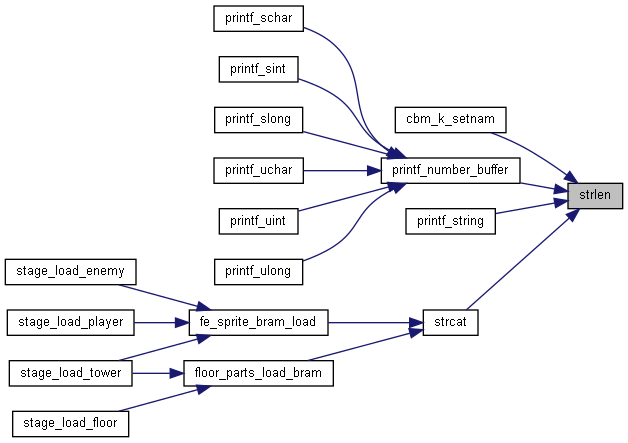 printf_schar
printf_sint
printf_slong
cbm_k_setnam
printf_uchar
printf_number_buffer
strlen
printf_uint
printf_string
printf_ulong
stage_load_enemy
stage_load_player
fe_sprite_bram_load
strcat
stage_load_tower
floor_parts_load_bram
stage_load_floor